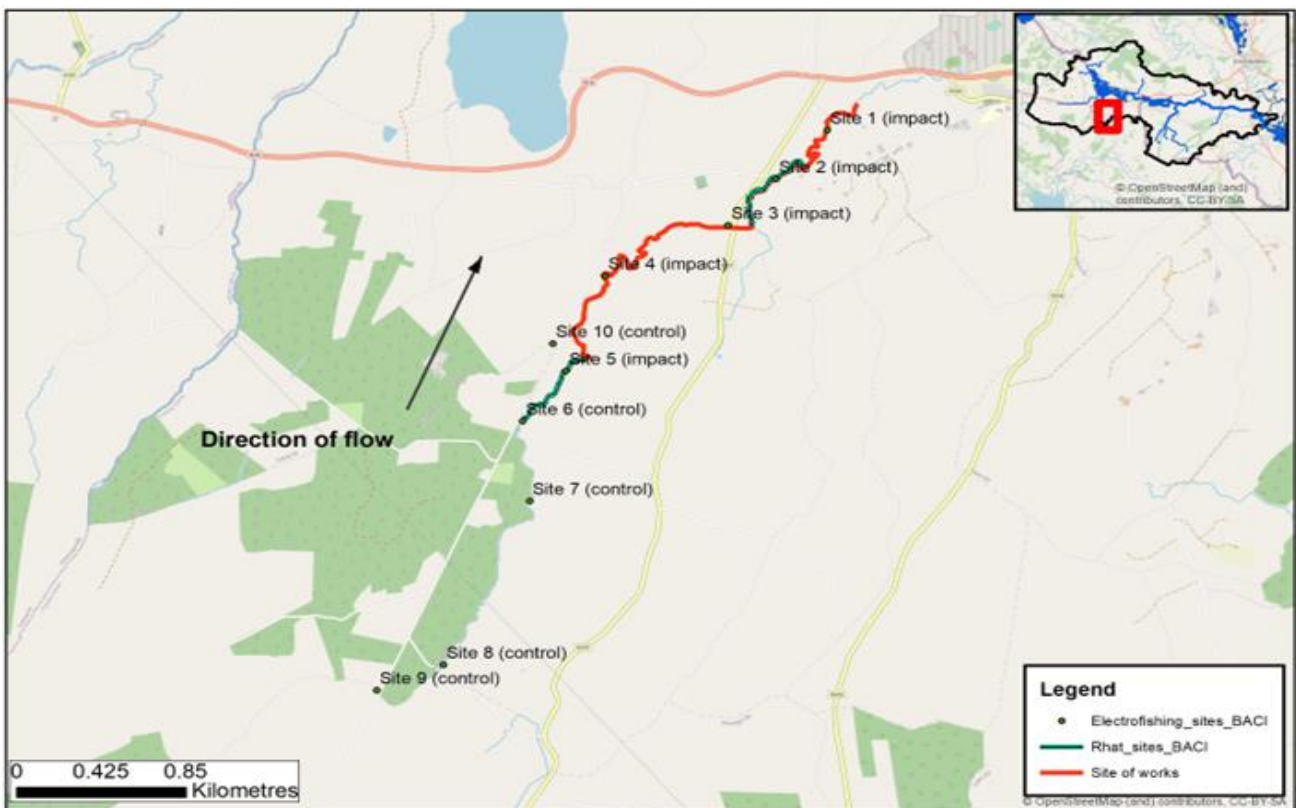 © OpenStreetMap (and)
contributors, CC-BY-SA
Site 1 (impact)
Site 2 (impact)
Site 3 (impact)
Site 4 (impact)
Site 10 (control)
Site 5 (impact)
Site 6 (control)
Direction of flow
Site 7 (control)
Site 8 (control)
Site 9 (control)
Legend
Electrofishing_sites_BACI
Rhat_sites_BACI
Site of works
0 0.425 0.85
Kilometres
© OpenStreetMap (and) contributors, CC-BY-SA